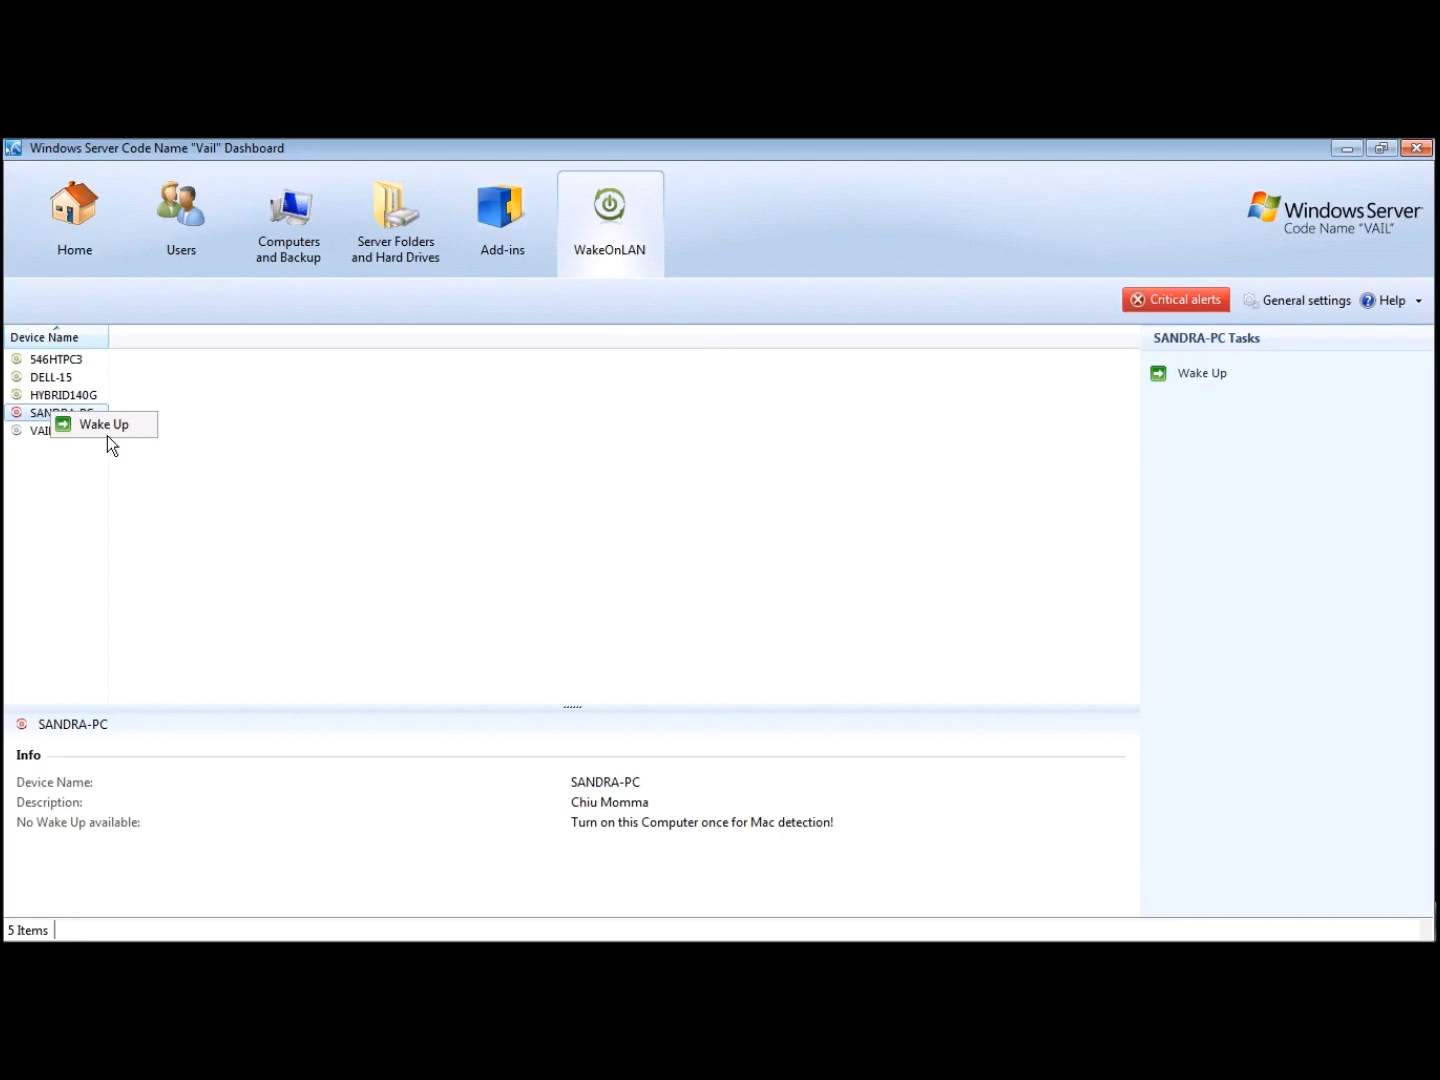 Windows Server Code Name "Vail" Dashboard
Home
Users
Computers
and Backup
Server Folders
and Hard Drives
Add-ins
WakeOnLAN
Windows Server
Code Name "VAIL"
Critical alerts
General settings
Help
Device Name
546HTPC3
DELL-15
HYBRID140G
Wake Up
SANDRA-PC Tasks
Wake Up
SANDRA-PC
Info
Device Name:
SANDRA-PC
Description:
Chiu Momma
No Wake Up available:
Turn on this Computer once for Mac detection!
5 Items